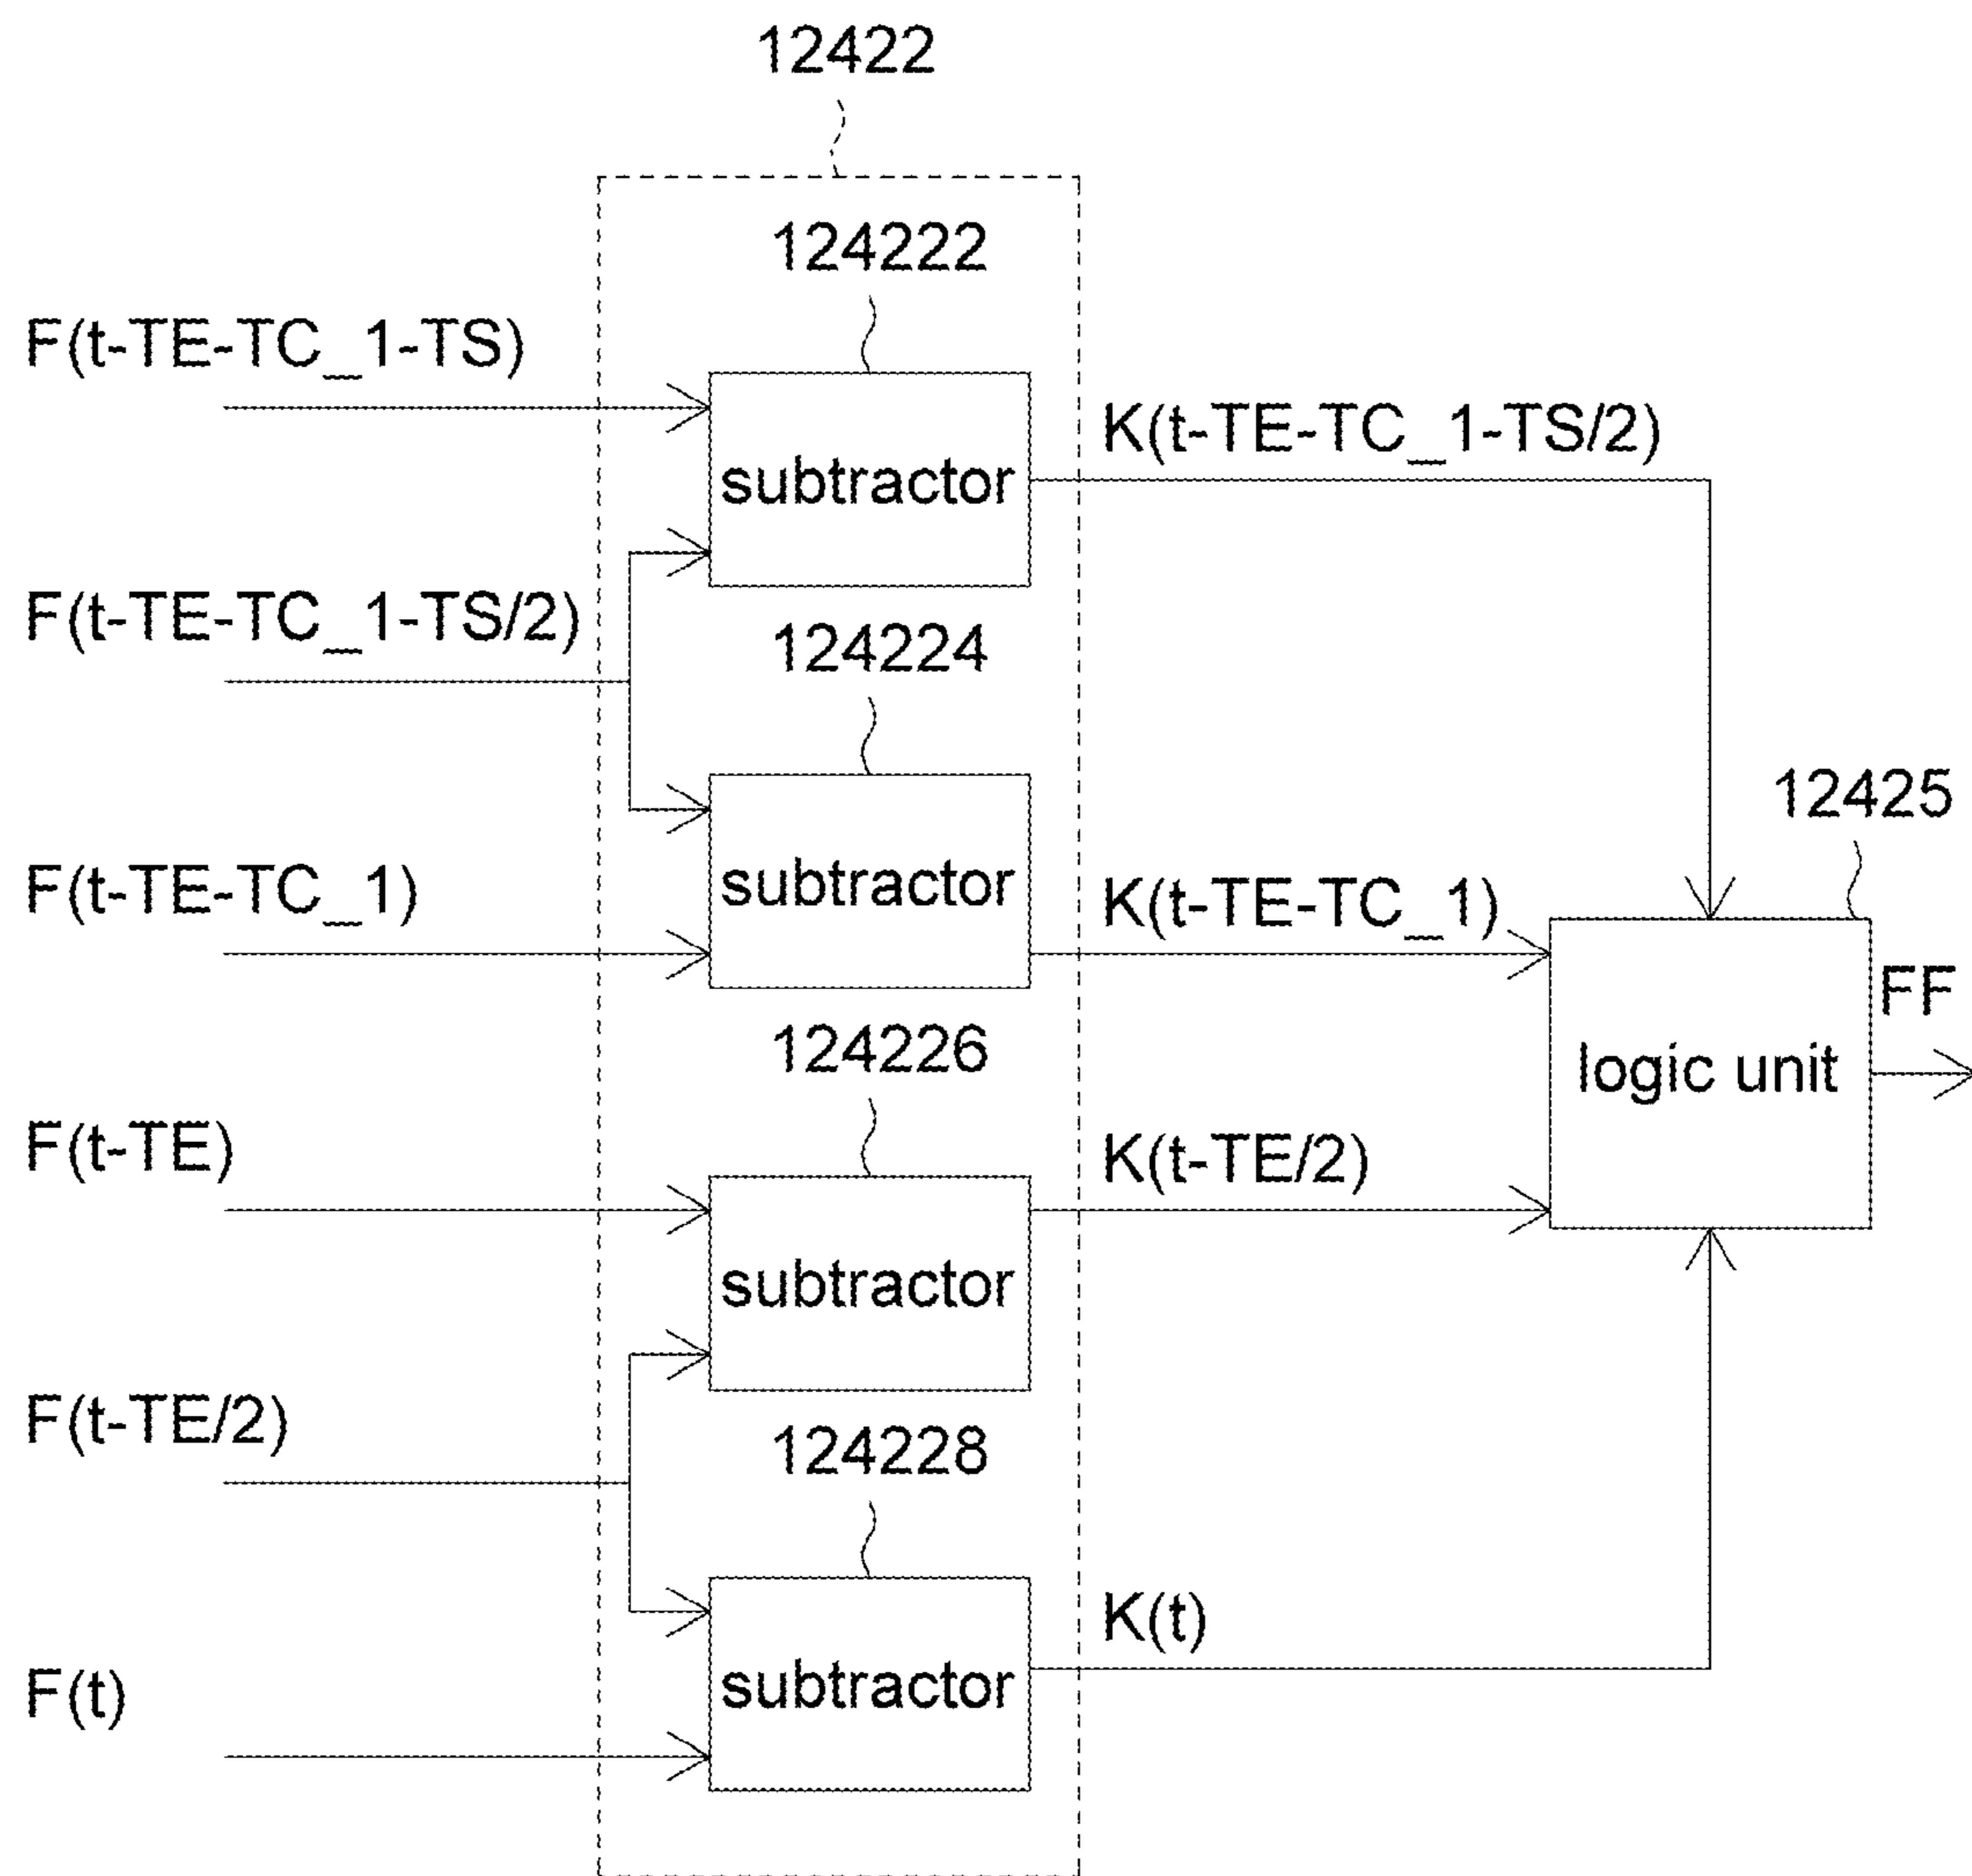 12422
124222
F(t-TE-TC_1-TS)
subtractor
K(t-TE-TC_1-TS/2)
F(t-TE-TC_1-TS/2)
124224
12425
F(t-TE-TC_1)
subtractor
K(t-TE-TC_1)
FF
logic unit
124226
F(t-TE)
K(t-TE/2)
subtractor
F(t-TE/2)
124228
K(t)
F(t)
subtractor